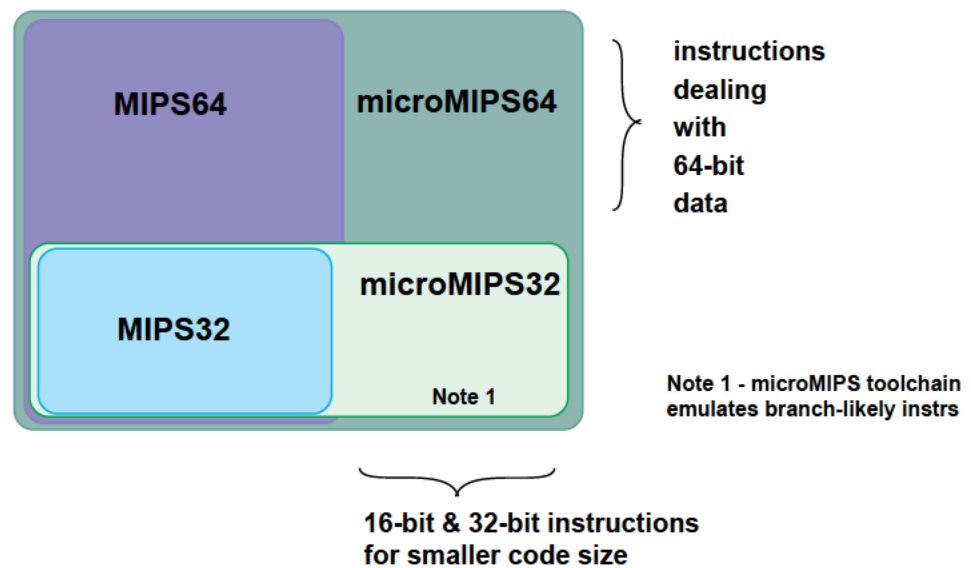 MIPS64
microMIPS64
instructions
dealing
with
64-bit
data
microMIPS32
MIPS32
Note 1
Note 1 - microMIPS toolchain
emulates branch-likely instrs
16-bit & 32-bit instructions
for smaller code size